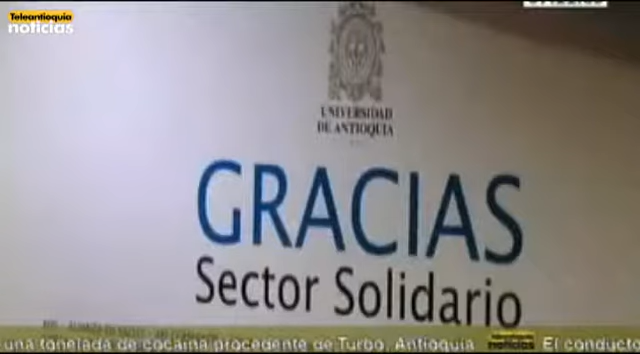 Teleantioquia
noticias
UNIVERSIDAD
DE ANTIOQUIA
GRACIAS
Sector Solidario
una tonelada de cocaína procedente de Turbo, Antioquia
Teleantioquia
noticias
El conducto